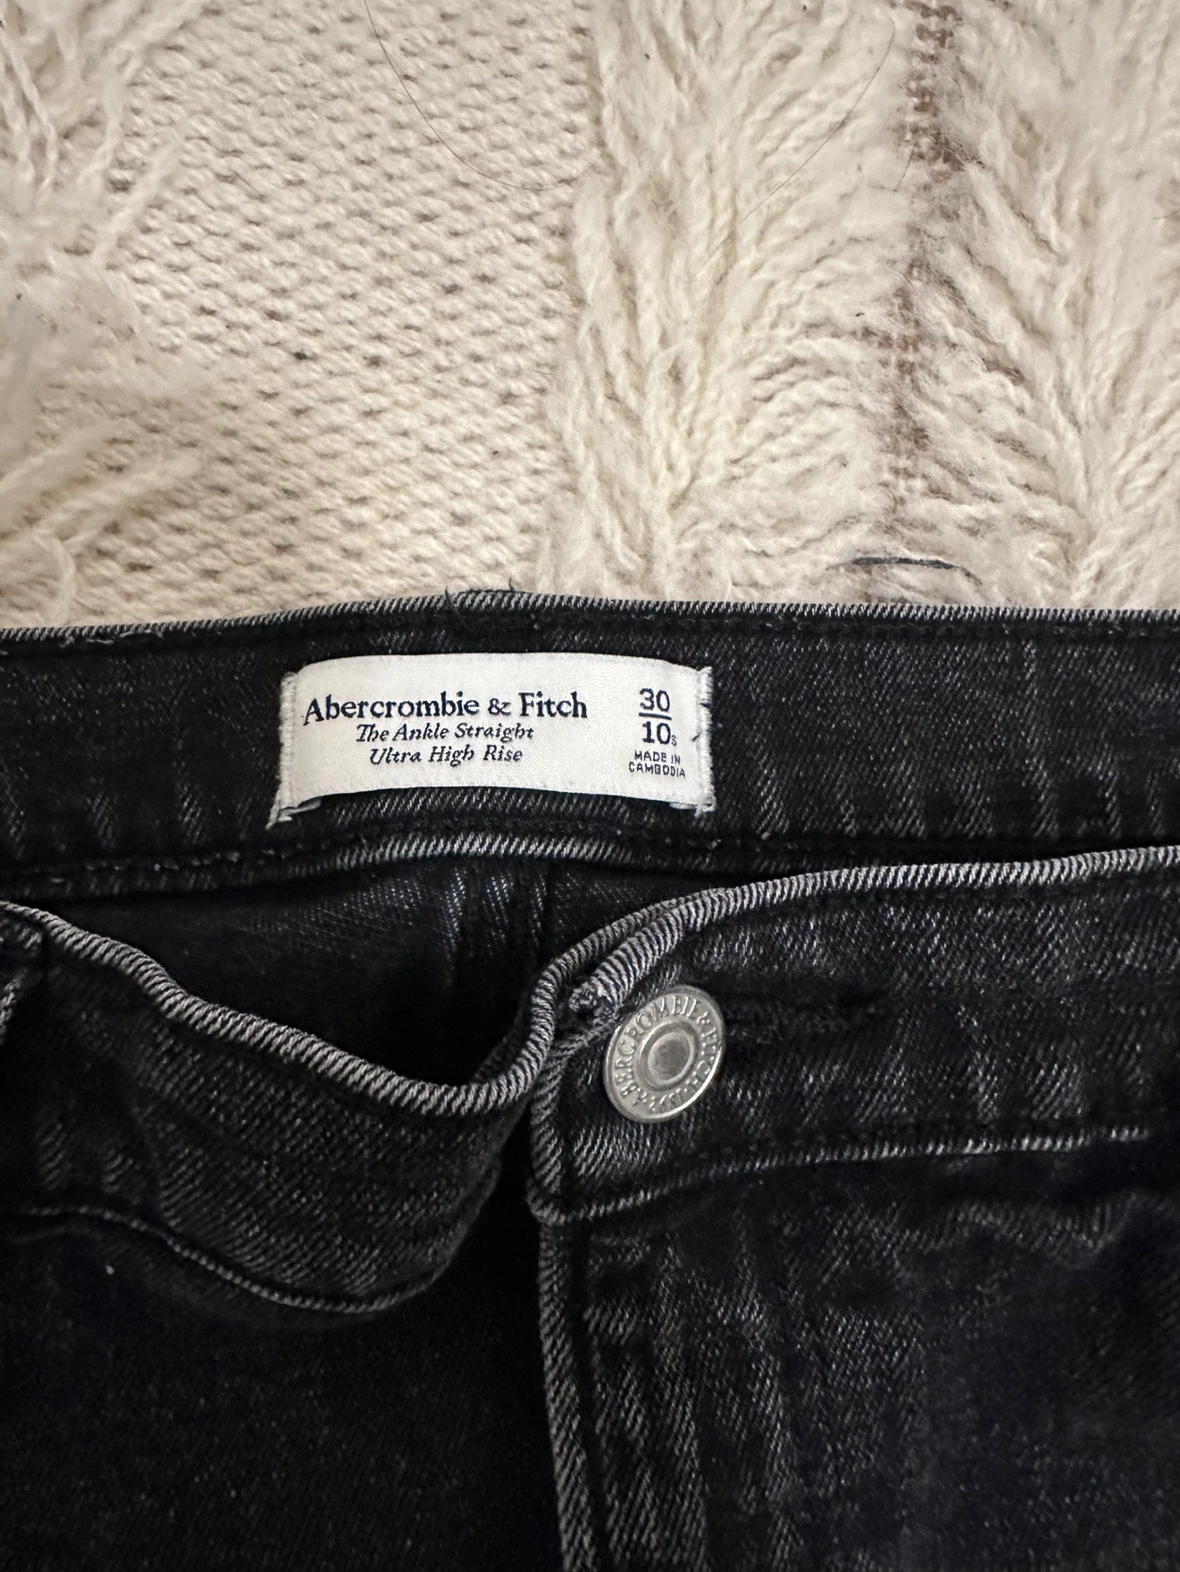 Abercrombie & Fitch
The Ankle Straight
Ultra High Rise
30
10s
MADE IN
CAMBODIA
ABERCROMBIE & FITCH